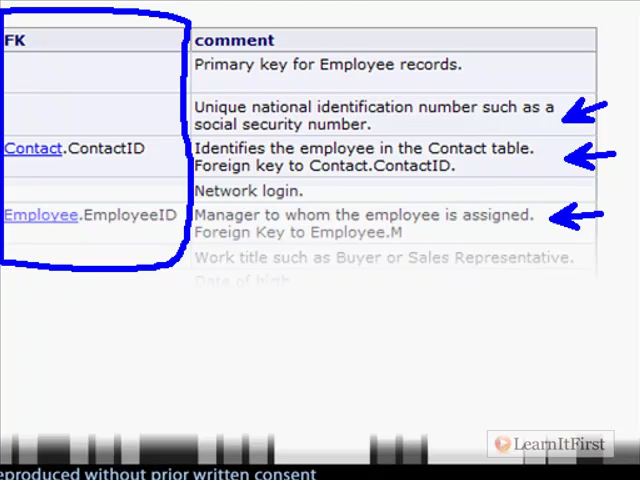 FK comment
Primary key for Employee records.
Unique national identification number such as a
social security number.
Contact.ContactID Identifies the employee in the Contact table.
Foreign key to Contact.ContactID.
Network login.
Employee.EmployeeID Manager to whom the employee is assigned.
Foreign Key to Employee.M
Work title such as Buyer or Sales Representative.
Date of birth
LearnItFirst
eproduced without prior written consent